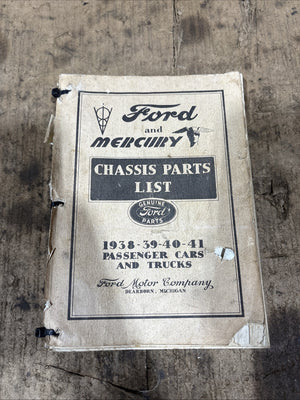 V8
Ford
and
MERCURY
CHASSIS PARTS
LIST
GENUINE
Ford
PARTS
1938-39-40-41
PASSENGER CARS
AND TRUCKS
Ford Motor Company
DEARBORN, MICHIGAN